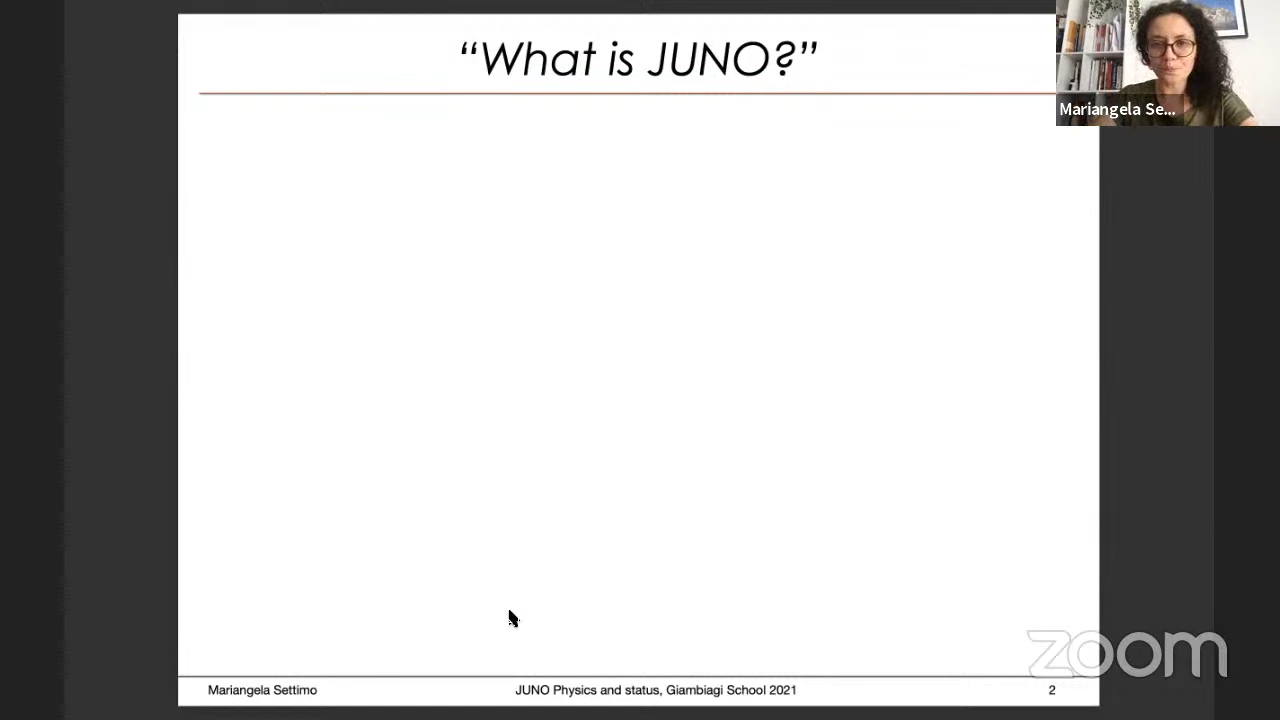 “What is JUNO?”
Mariangela Se...
zoom
Mariangela Settimo
JUNO Physics and status, Giambiagi School 2021
2